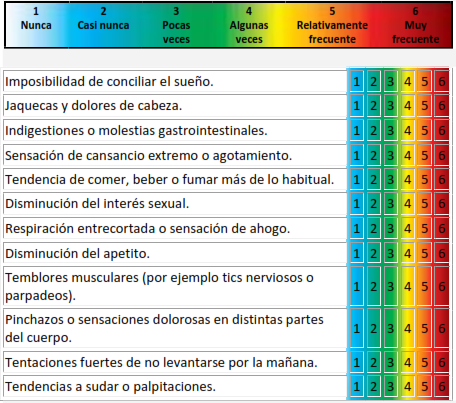 1 2 3 4 5 6
Nunca Casi nunca Pocas veces Algunas veces Relativamente frecuente Muy frecuente
Imposibilidad de conciliar el sueño. 1 2 3 4 5 6
Jaquecas y dolores de cabeza. 1 2 3 4 5 6
Indigestiones o molestias gastrointestinales. 1 2 3 4 5 6
Sensación de cansancio extremo o agotamiento. 1 2 3 4 5 6
Tendencia de comer, beber o fumar más de lo habitual. 1 2 3 4 5 6
Disminución del interés sexual. 1 2 3 4 5 6
Respiración entrecortada o sensación de ahogo. 1 2 3 4 5 6
Disminución del apetito. 1 2 3 4 5 6
Temblores musculares (por ejemplo tics nerviosos o
parpadeos). 1 2 3 4 5 6
Pinchazos o sensaciones dolorosas en distintas partes
del cuerpo. 1 2 3 4 5 6
Tentaciones fuertes de no levantarse por la mañana. 1 2 3 4 5 6
Tendencias a sudar o palpitaciones. 1 2 3 4 5 6